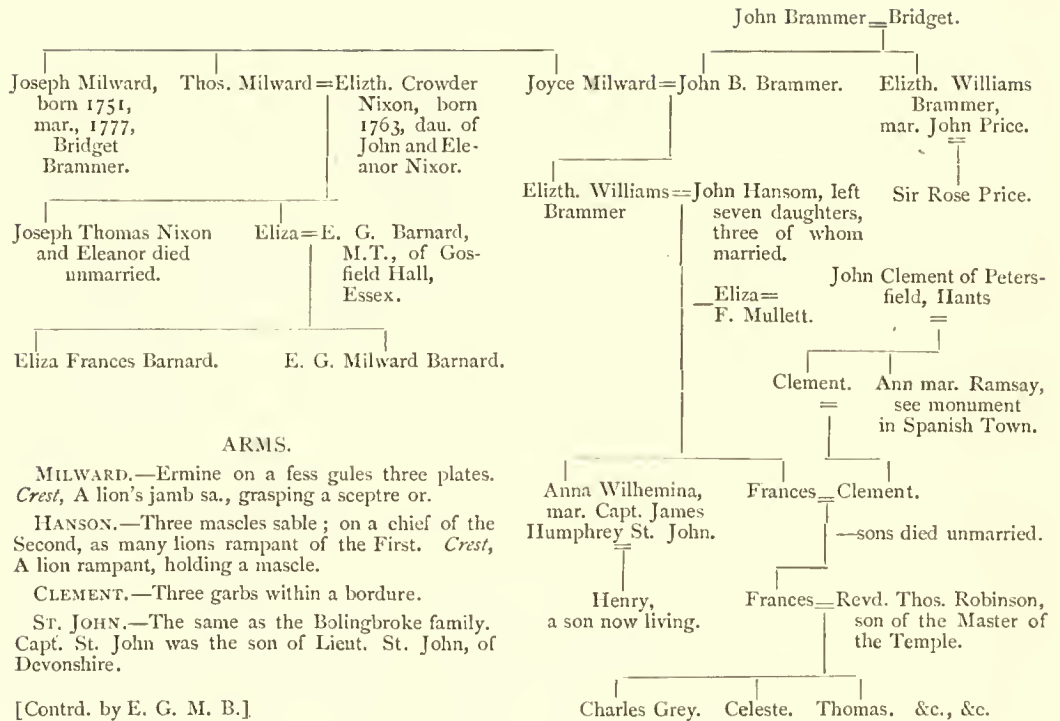 John Brammer=Bridget.
Joseph Milward,
born 1751,
mar., 1777,
Bridget
Brammer.
Thos. Milward=Elizth. Crowder
Nixon, born
1763, dau. of
John and Ele-
anor Nixor.
Joyce Milward=John B. Brammer.
Elizth. Williams
Brammer,
mar. John Price.
=
Sir Rose Price.
Joseph Thomas Nixon
and Eleanor died
unmarried.
Eliza=E. G. Barnard,
M.T., of Gos-
field Hall,
Essex.
Elizth. Williams=John Hansom, left
Brammer
seven daughters,
three of whom
married.
Eliza=
F. Mullett.
John Clement of Peters-
field, Hants
=
Eliza Frances Barnard.
E. G. Milward Barnard.
Clement.
=
Ann mar. Ramsay,
see monument
in Spanish Town.
Anna Wilhemina,
mar. Capt. James
Humphrey St. John.
=
Frances=Clement.
—sons died unmarried.
Henry,
a son now living.
Frances=Revd. Thos. Robinson,
son of the Master of
the Temple.
Charles Grey. Celeste. Thomas. &c., &c.
ARMS.
MILWARD.—Ermine on a fess gules three plates.
Crest, A lion's jamb sa., grasping a sceptre or.
HANSON.—Three mascles sable; on a chief of the
Second, as many lions rampant of the First. Crest,
A lion rampant, holding a mascle.
CLEMENT.—Three garbs within a bordure.
ST. JOHN.—The same as the Bolingbroke family.
Capt. St. John was the son of Lieut. St. John, of
Devonshire.
[Contrd. by E. G. M. B.]